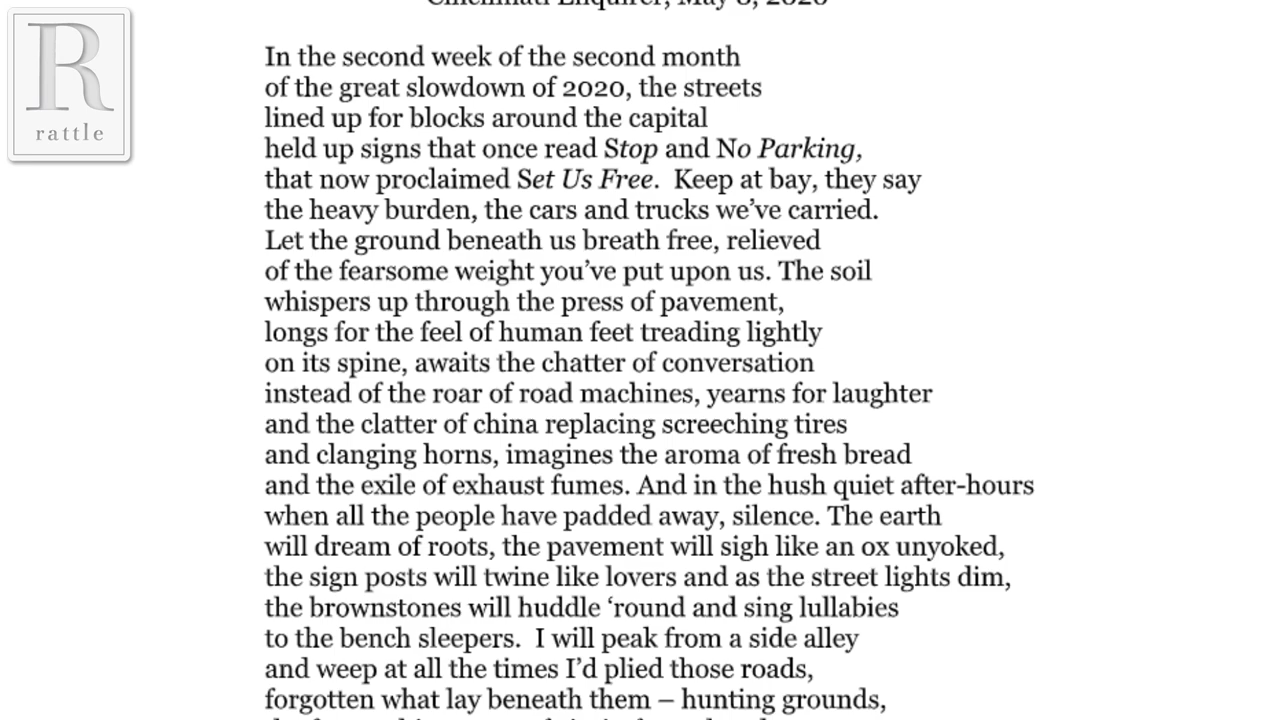 Cincinnati Enquirer, May 8, 2020
R
rattle
In the second week of the second month
of the great slowdown of 2020, the streets
lined up for blocks around the capital
held up signs that once read Stop and No Parking,
that now proclaimed Set Us Free.  Keep at bay, they say
the heavy burden, the cars and trucks we’ve carried.
Let the ground beneath us breath free, relieved
of the fearsome weight you’ve put upon us. The soil
whispers up through the press of pavement,
longs for the feel of human feet treading lightly
on its spine, awaits the chatter of conversation
instead of the roar of road machines, yearns for laughter
and the clatter of china replacing screeching tires
and clanging horns, imagines the aroma of fresh bread
and the exile of exhaust fumes. And in the hush quiet after-hours
when all the people have padded away, silence. The earth
will dream of roots, the pavement will sigh like an ox unyoked,
the sign posts will twine like lovers and as the street lights dim,
the brownstones will huddle ‘round and sing lullabies
to the bench sleepers.  I will peak from a side alley
and weep at all the times I’d plied those roads,
forgotten what lay beneath them – hunting grounds,